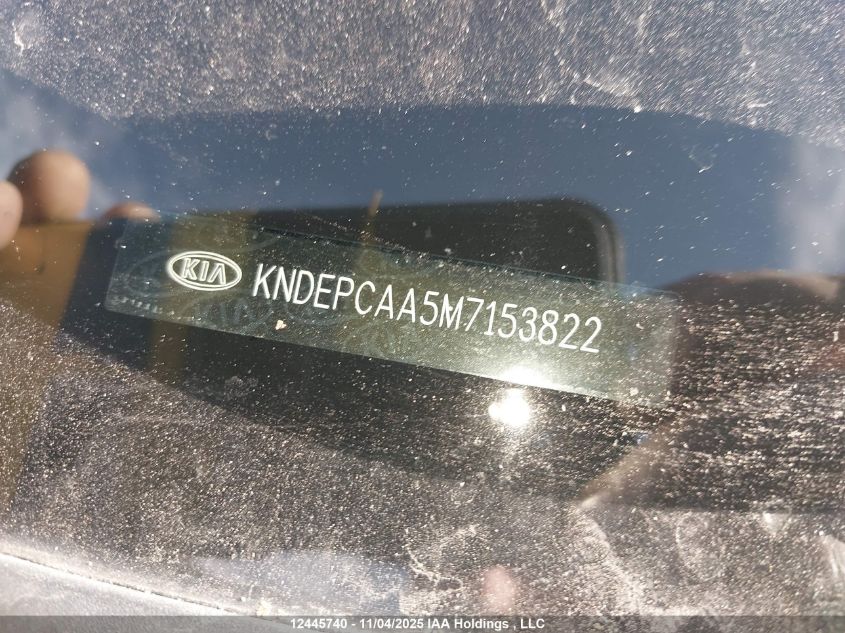 KIA KNDEPCAA5M7153822
12445740 - 11/04/2025 IAA Holdings , LLC